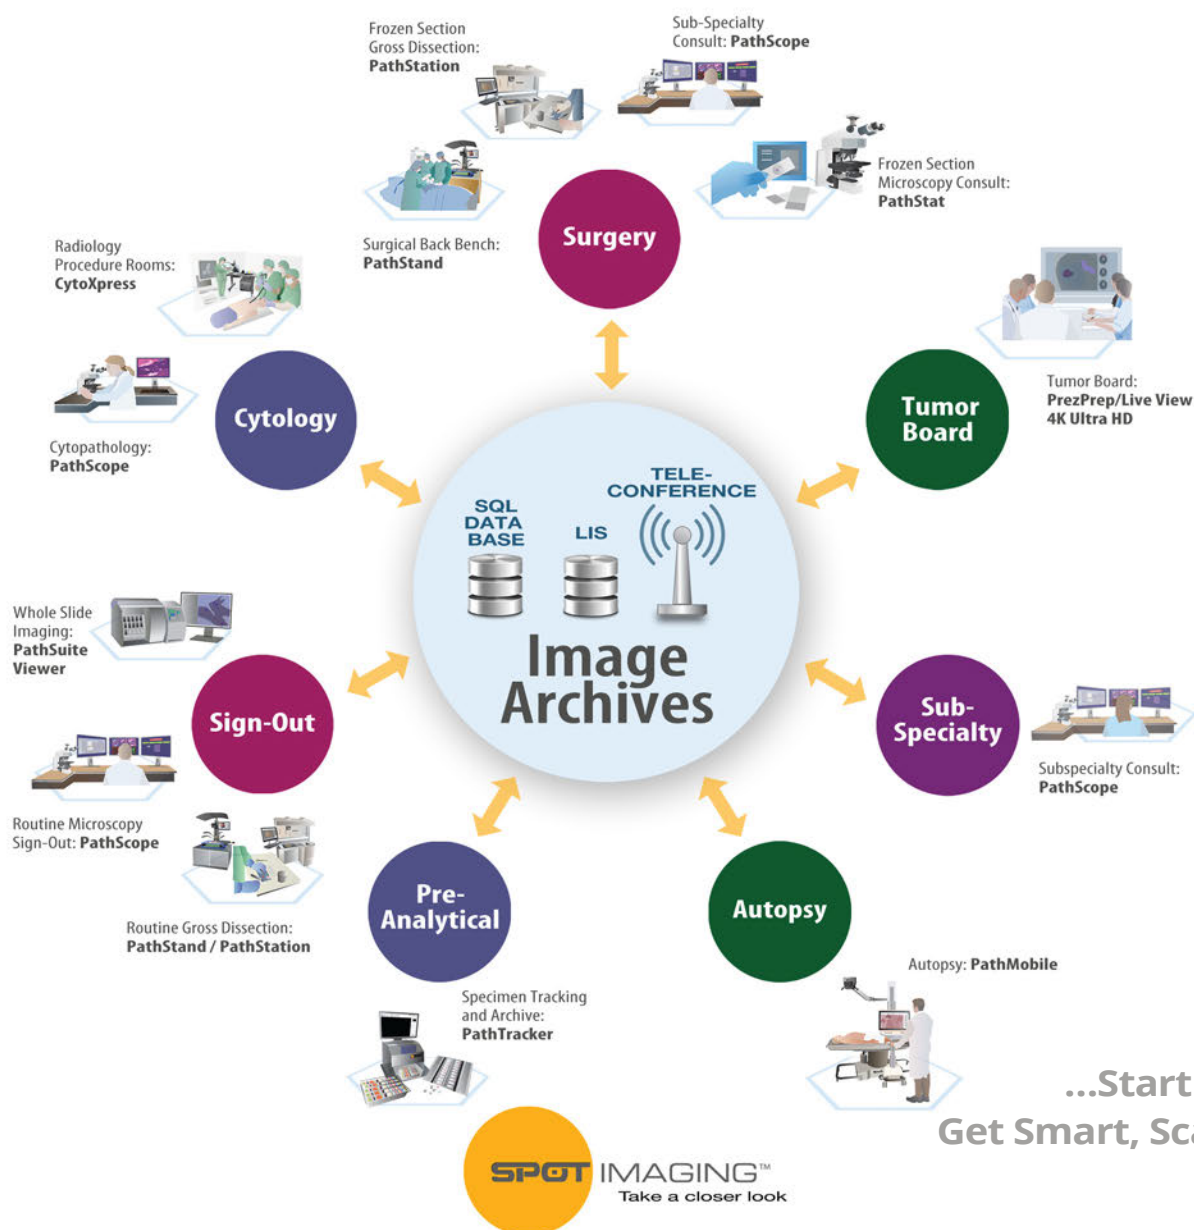 Frozen Section
Gross Dissection:
PathStation
Sub-Specialty
Consult: PathScope
Frozen Section
Microscopy Consult:
PathStat
Surgical Back Bench:
PathStand
Surgery
Radiology
Procedure Rooms:
CytoXpress
Cytopathology:
PathScope
Cytology
Tumor
Board
Tumor Board:
PrezPrep/Live View
4K Ultra HD
SQL
DATA
BASE
LIS
TELE-
CONFERENCE
Image
Archives
Whole Slide
Imaging:
PathSuite
Viewer
Sign-Out
Routine Microscopy
Sign-Out: PathScope
Routine Gross Dissection:
PathStand / PathStation
Sub-
Specialty
Subspecialty Consult:
PathScope
Pre-
Analytical
Specimen Tracking
and Archive:
PathTracker
Autopsy
Autopsy: PathMobile
...Start
Get Smart, Sca
SPOT IMAGING™
Take a closer look